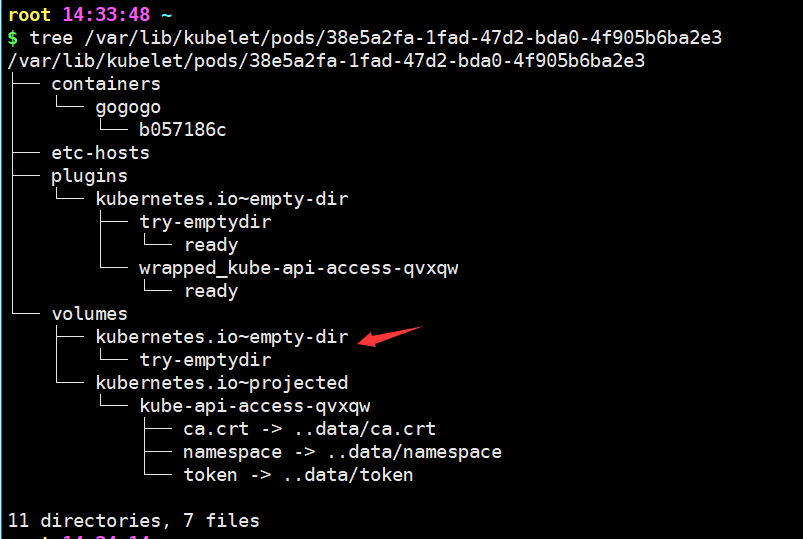 root 14:33:48 ~
$ tree /var/lib/kubelet/pods/38e5a2fa-1fad-47d2-bda0-4f905b6ba2e3
/var/lib/kubelet/pods/38e5a2fa-1fad-47d2-bda0-4f905b6ba2e3
├── containers
│   └── gogogo
│       └── b057186c
├── etc-hosts
├── plugins
│   └── kubernetes.io~empty-dir
│       ├── try-emptydir
│       │   └── ready
│       └── wrapped_kube-api-access-qvxqw
│           └── ready
└── volumes
    ├── kubernetes.io~empty-dir
    │   └── try-emptydir
    └── kubernetes.io~projected
        └── kube-api-access-qvxqw
            ├── ca.crt -> ..data/ca.crt
            ├── namespace -> ..data/namespace
            └── token -> ..data/token
11 directories, 7 files